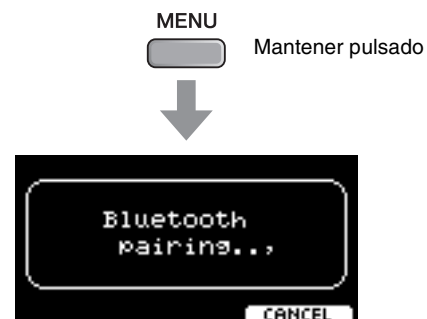 MENU
Mantener pulsado
Bluetooth
pairing..,
CANCEL